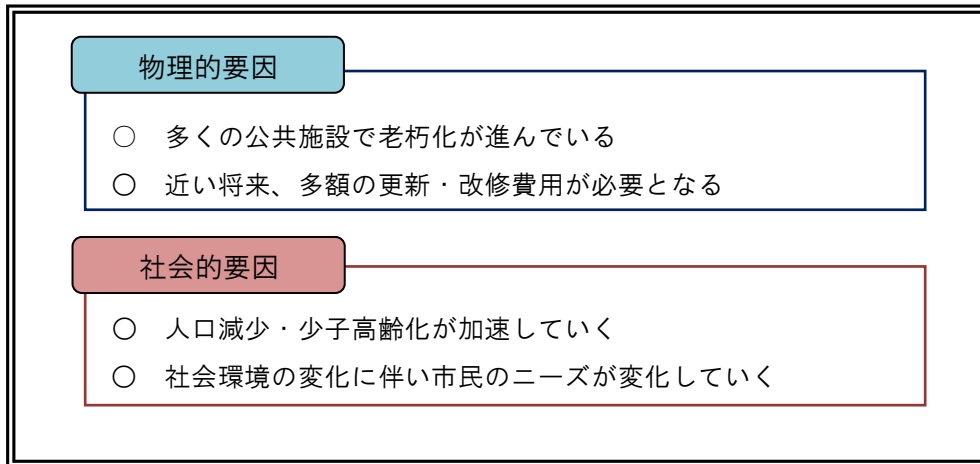 物理的要因
○　多くの公共施設で老朽化が進んでいる
○　近い将来、多額の更新・改修費用が必要となる
社会的要因
○　人口減少・少子高齢化が加速していく
○　社会環境の変化に伴い市民のニーズが変化していく